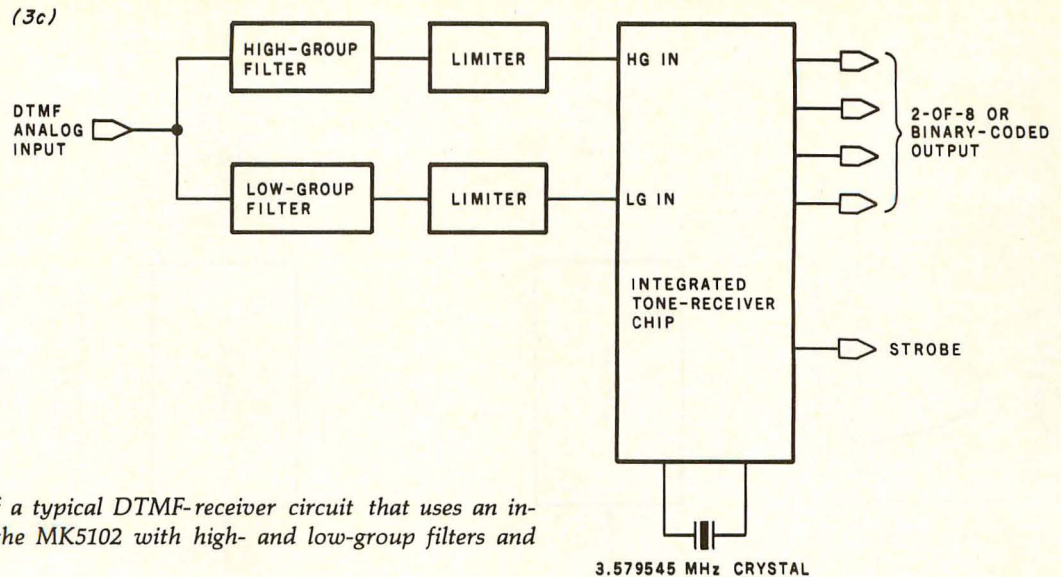 (3c)
HIGH-GROUP
FILTER
LIMITER
HG IN
DTMF
ANALOG
INPUT
2-OF-8 OR
BINARY-CODED
OUTPUT
LOW-GROUP
FILTER
LIMITER
LG IN
INTEGRATED
TONE-RECEIVER
CHIP
STROBE
a typical DTMF-receiver circuit that uses an in-
the MK5102 with high- and low-group filters and
3.579545 MHz CRYSTAL